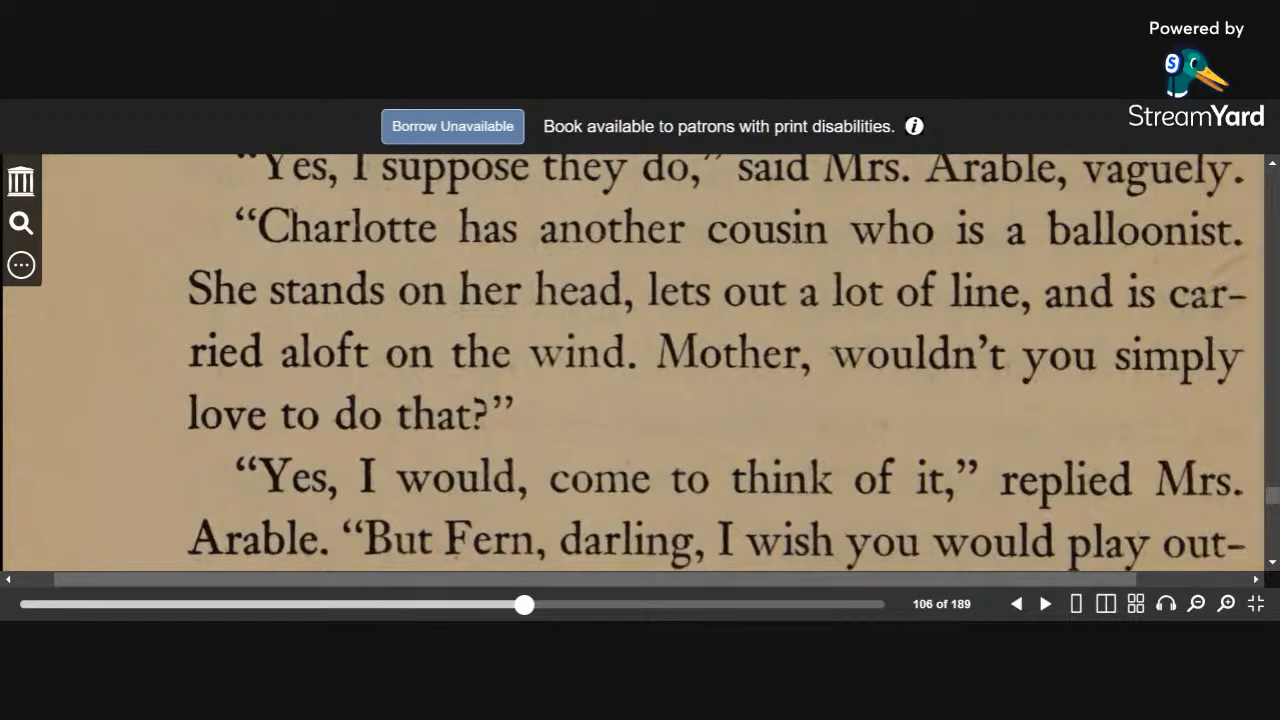 Powered by
StreamYard
Borrow Unavailable Book available to patrons with print disabilities.
“Yes, I suppose they do,” said Mrs. Arable, vaguely.
“Charlotte has another cousin who is a balloonist.
She stands on her head, lets out a lot of line, and is car-
ried aloft on the wind. Mother, wouldn’t you simply
love to do that?”
“Yes, I would, come to think of it,” replied Mrs.
Arable. “But Fern, darling, I wish you would play out-
106 of 189